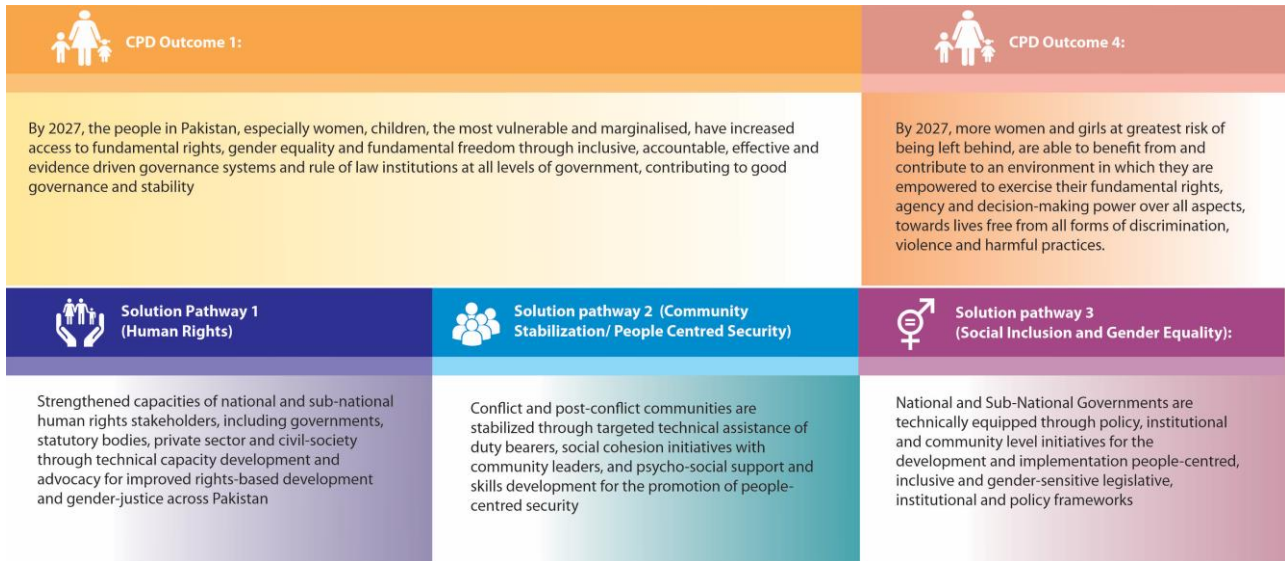 CPD Outcome 1:
By 2027, the people in Pakistan, especially women, children, the most vulnerable and marginalised, have increased
access to fundamental rights, gender equality and fundamental freedom through inclusive, accountable, effective and
evidence driven governance systems and rule of law institutions at all levels of government, contributing to good
governance and stability
CPD Outcome 4:
By 2027, more women and girls at greatest risk of
being left behind, are able to benefit from and
contribute to an environment in which they are
empowered to exercise their fundamental rights,
agency and decision-making power over all aspects,
towards lives free from all forms of discrimination,
violence and harmful practices.
Solution Pathway 1
(Human Rights)
Strengthened capacities of national and sub-national
human rights stakeholders, including governments,
statutory bodies, private sector and civil-society
through technical capacity development and
advocacy for improved rights-based development
and gender-justice across Pakistan
Solution pathway 2 (Community
Stabilization/ People Centred Security)
Conflict and post-conflict communities are
stabilized through targeted technical assistance of
duty bearers, social cohesion initiatives with
community leaders, and psycho-social support and
skills development for the promotion of people-
centred security
Solution pathway 3
(Social Inclusion and Gender Equality):
National and Sub-National Governments are
technically equipped through policy, institutional
and community level initiatives for the
development and implementation people-centred,
inclusive and gender-sensitive legislative,
institutional and policy frameworks